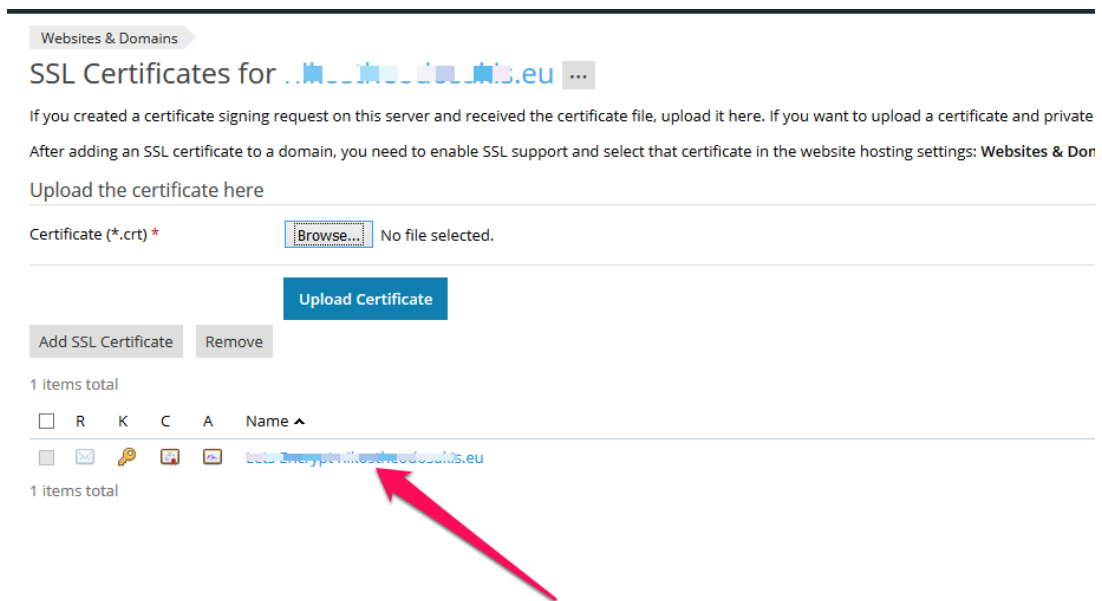 Websites & Domains
SSL Certificates for .eu ...
If you created a certificate signing request on this server and received the certificate file, upload it here. If you want to upload a certificate and private
After adding an SSL certificate to a domain, you need to enable SSL support and select that certificate in the website hosting settings: Websites & Don
Upload the certificate here
Certificate (*.crt) *
Browse... No file selected.
Upload Certificate
Add SSL Certificate Remove
1 items total
R K C A Name
.eu
1 items total